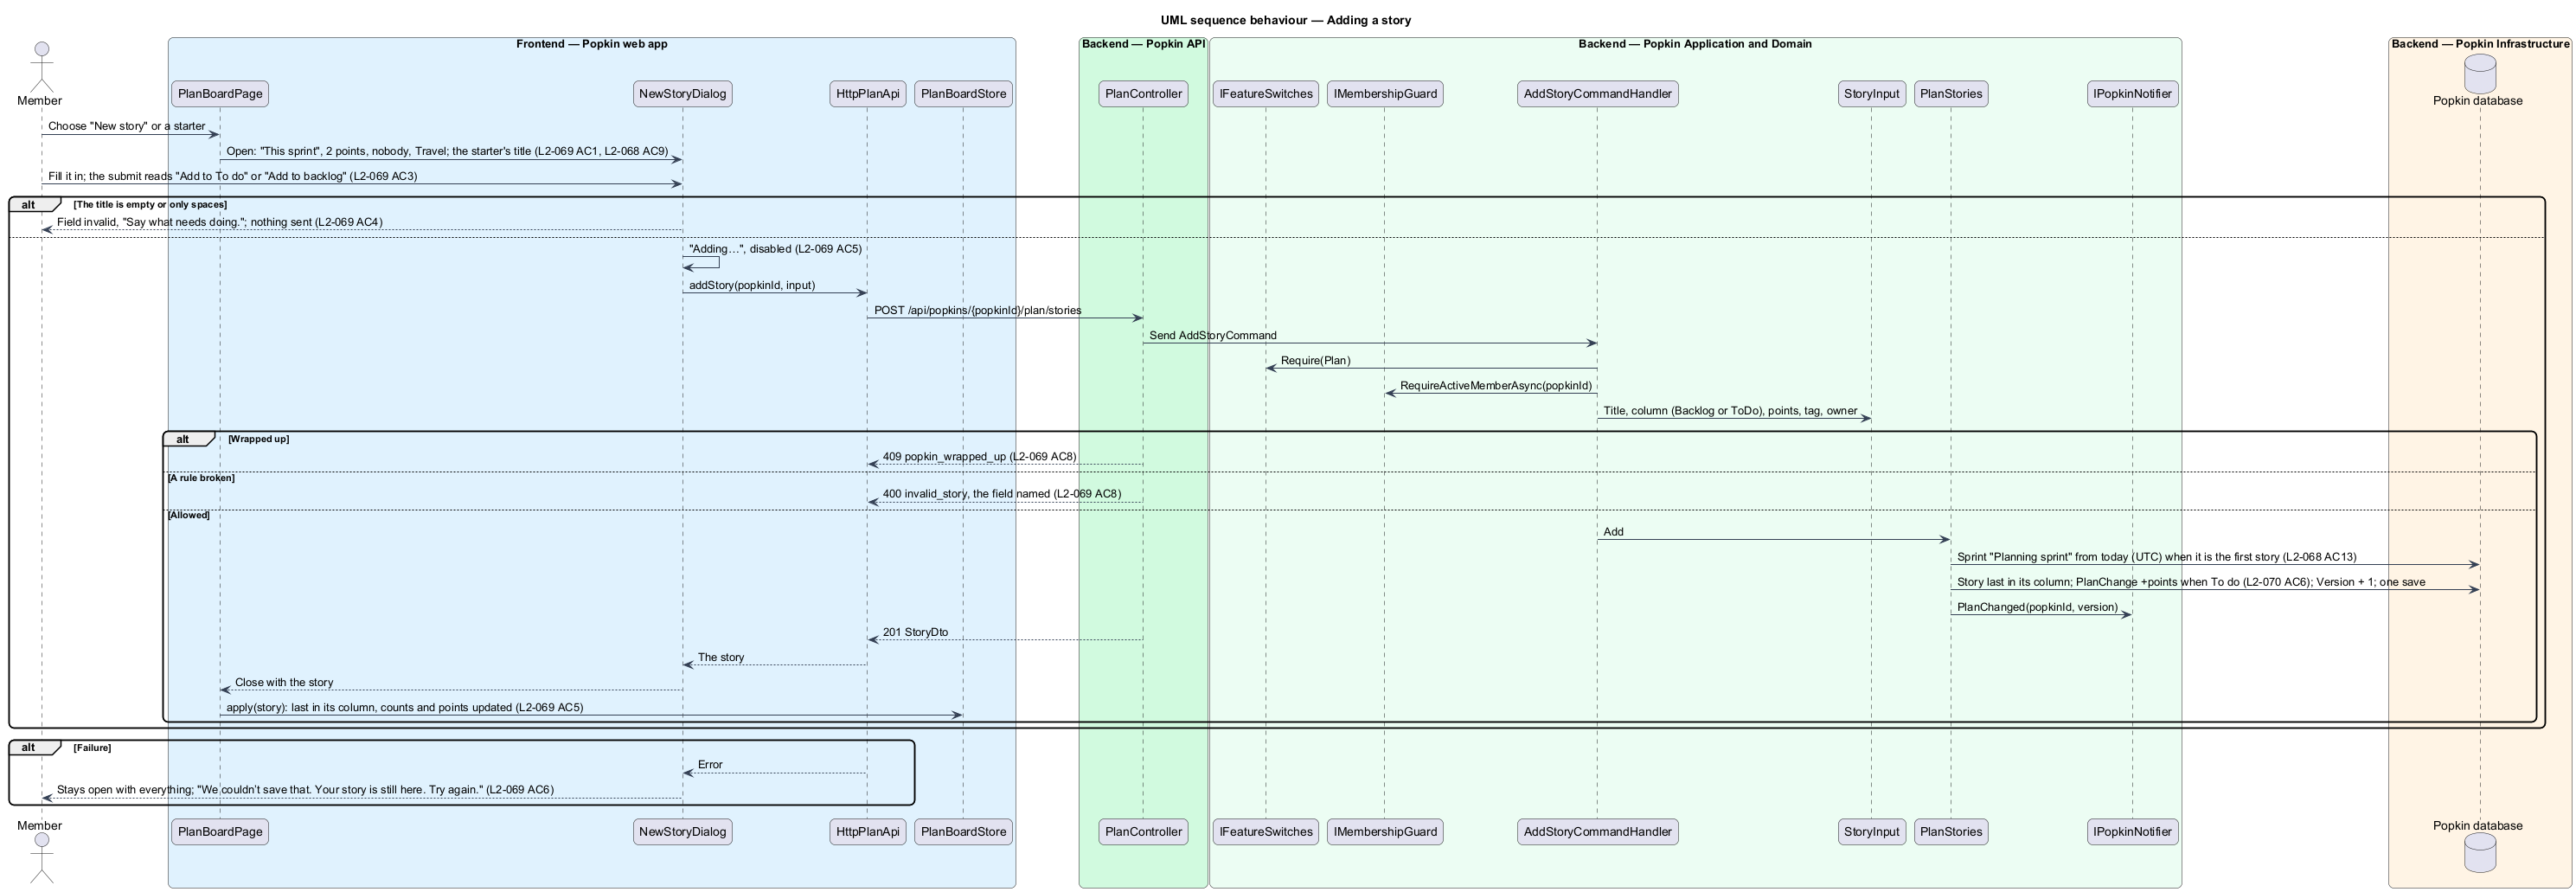 UML sequence behaviour — Adding a story
Frontend — Popkin web app
Backend — Popkin API
Backend — Popkin Application and Domain
Backend — Popkin Infrastructure
Member
PlanBoardPage
NewStoryDialog
HttpPlanApi
PlanBoardStore
PlanController
IFeatureSwitches
IMembershipGuard
AddStoryCommandHandler
StoryInput
PlanStories
IPopkinNotifier
Popkin database
Choose "New story" or a starter
Open: "This sprint", 2 points, nobody, Travel; the starter's title (L2-069 AC1, L2-068 AC9)
Fill it in; the submit reads "Add to To do" or "Add to backlog" (L2-069 AC3)
alt [The title is empty or only spaces]
Field invalid, "Say what needs doing."; nothing sent (L2-069 AC4)
"Adding…", disabled (L2-069 AC5)
addStory(popkinId, input)
POST /api/popkins/{popkinId}/plan/stories
Send AddStoryCommand
Require(Plan)
RequireActiveMemberAsync(popkinId)
Title, column (Backlog or ToDo), points, tag, owner
alt [Wrapped up]
409 popkin_wrapped_up (L2-069 AC8)
[A rule broken]
400 invalid_story, the field named (L2-069 AC8)
[Allowed]
Add
Sprint "Planning sprint" from today (UTC) when it is the first story (L2-068 AC13)
Story last in its column; PlanChange +points when To do (L2-070 AC6); Version + 1; one save
PlanChanged(popkinId, version)
201 StoryDto
The story
Close with the story
apply(story): last in its column, counts and points updated (L2-069 AC5)
alt [Failure]
Error
Stays open with everything; "We couldn't save that. Your story is still here. Try again." (L2-069 AC6)
Member
PlanBoardPage
NewStoryDialog
HttpPlanApi
PlanBoardStore
PlanController
IFeatureSwitches
IMembershipGuard
AddStoryCommandHandler
StoryInput
PlanStories
IPopkinNotifier
Popkin database